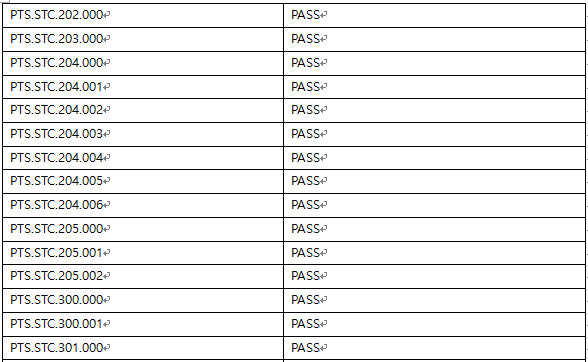 PTS.STC.202.000 PASS
PTS.STC.203.000 PASS
PTS.STC.204.000 PASS
PTS.STC.204.001 PASS
PTS.STC.204.002 PASS
PTS.STC.204.003 PASS
PTS.STC.204.004 PASS
PTS.STC.204.005 PASS
PTS.STC.204.006 PASS
PTS.STC.205.000 PASS
PTS.STC.205.001 PASS
PTS.STC.205.002 PASS
PTS.STC.300.000 PASS
PTS.STC.300.001 PASS
PTS.STC.301.000 PASS